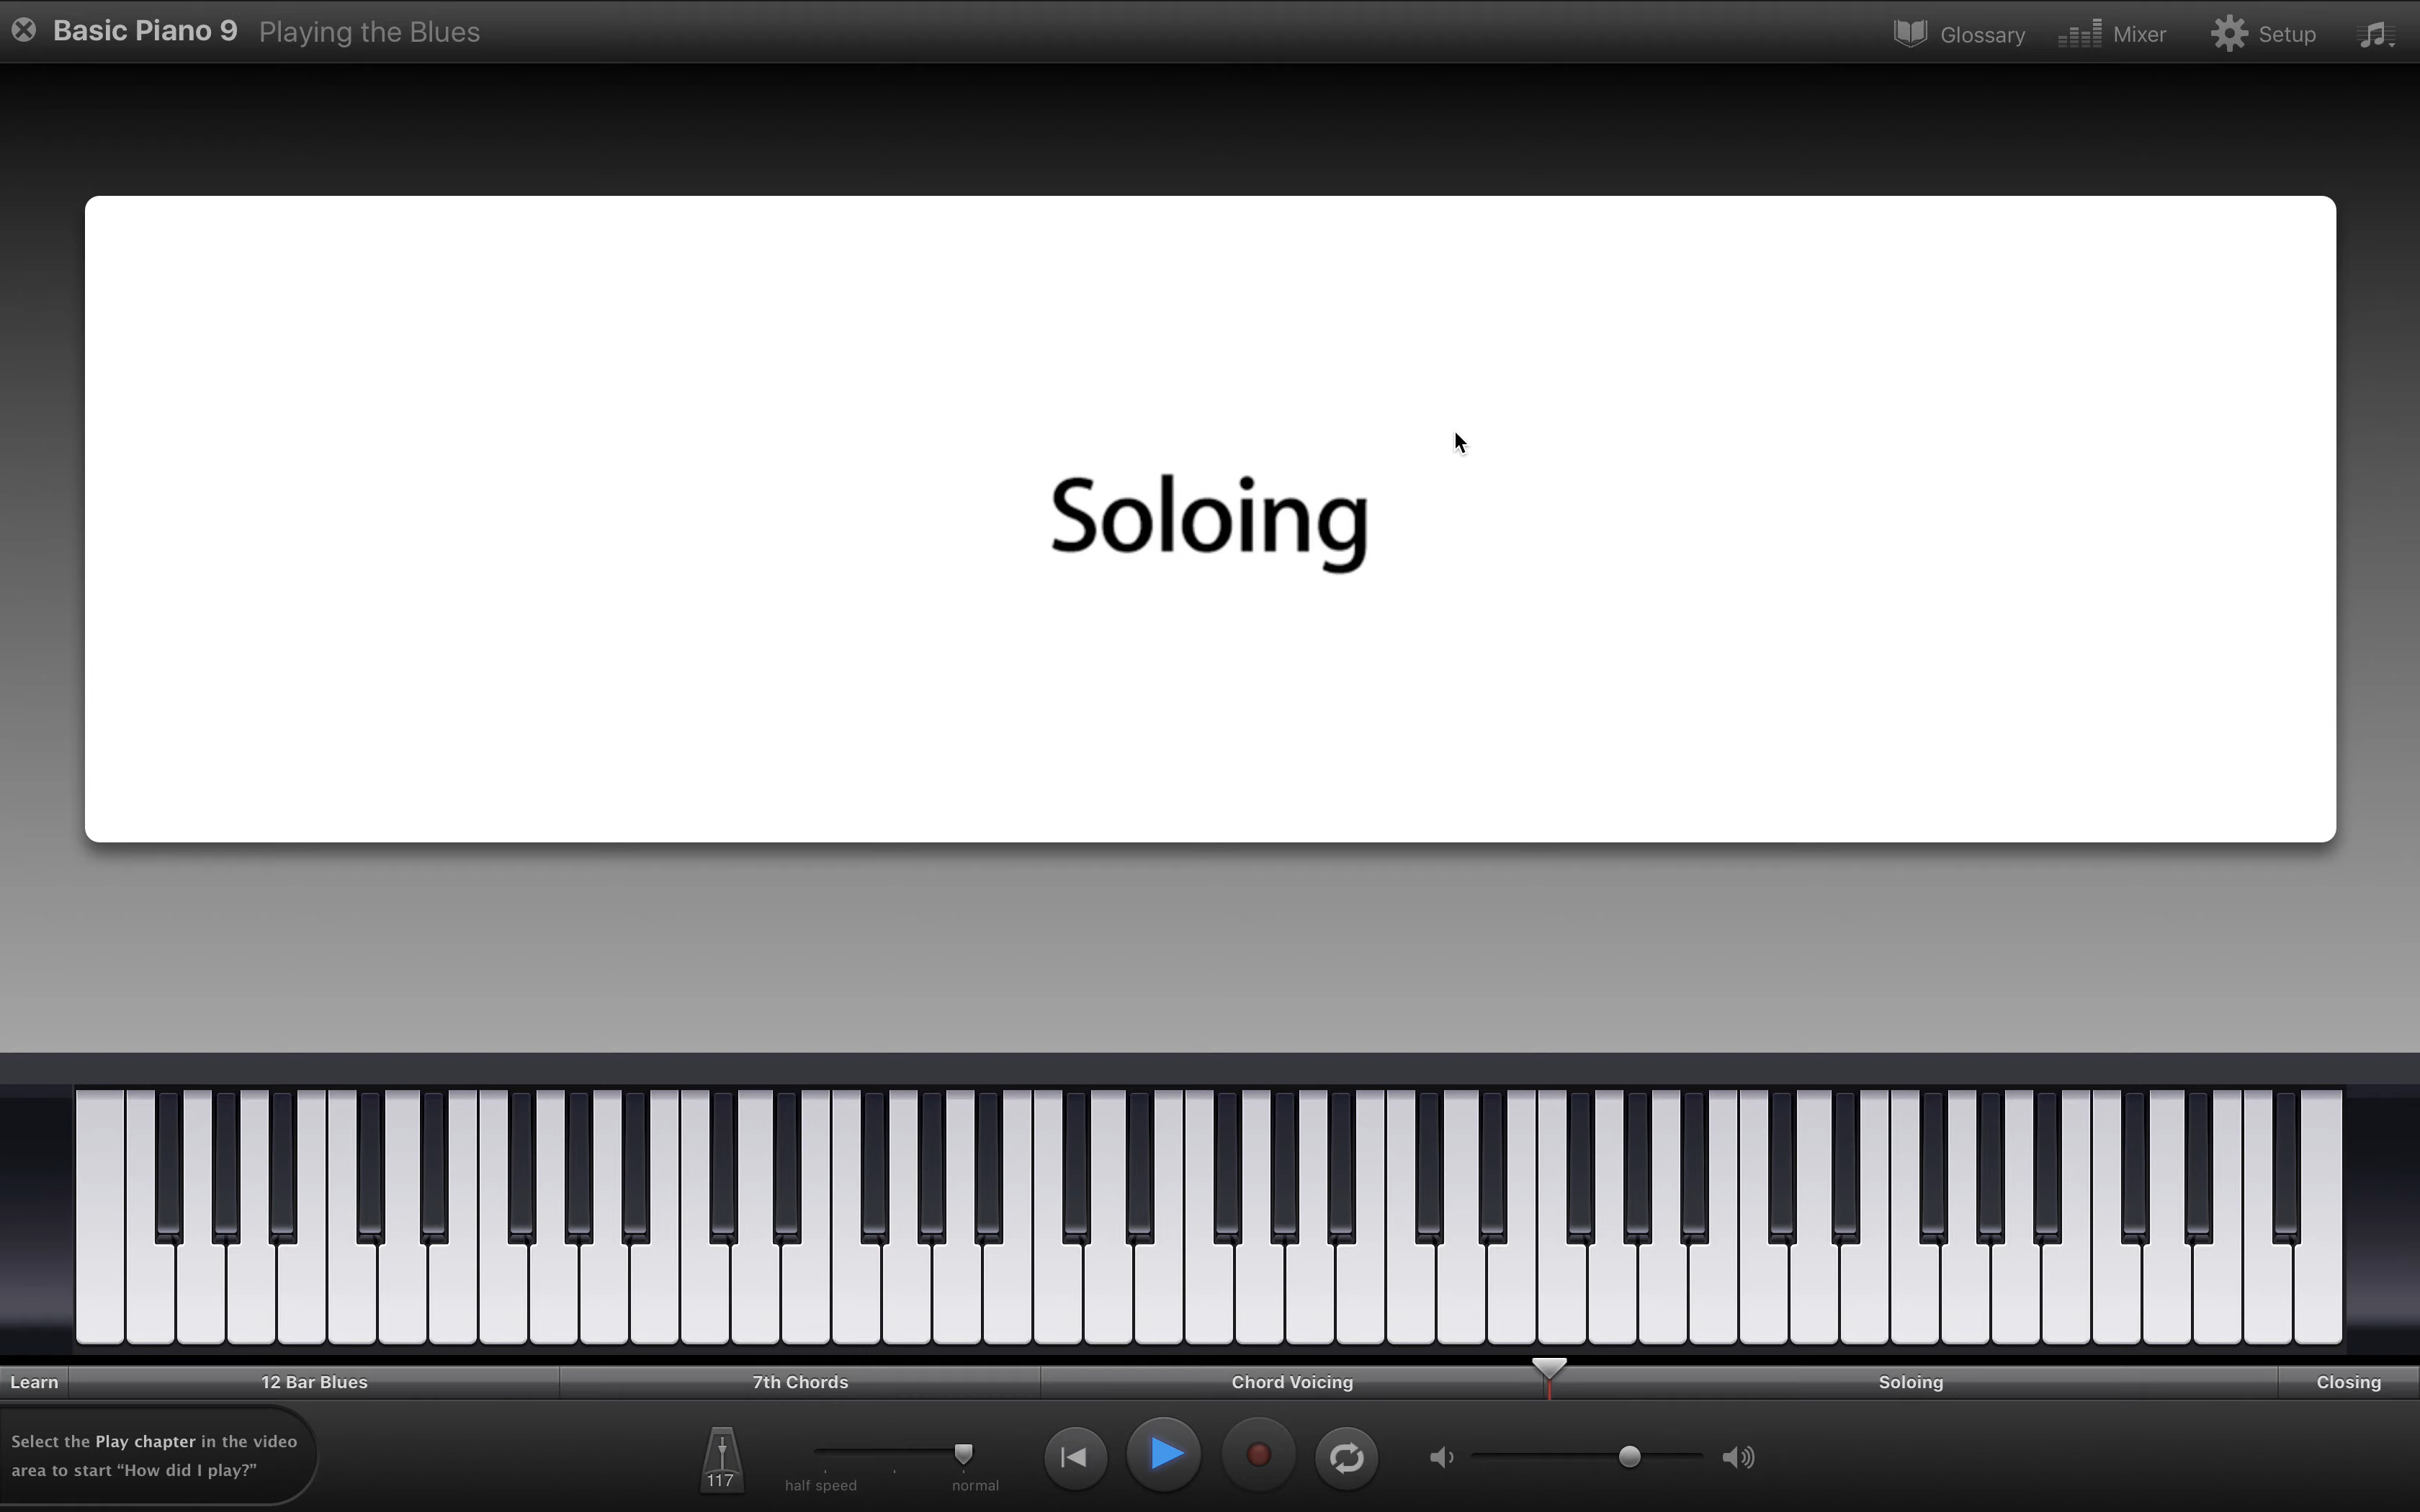 Basic Piano 9 Playing the Blues Glossary Mixer Setup
Soloing
Learn 12 Bar Blues 7th Chords Chord Voicing Soloing Closing
Select the Play chapter in the video
area to start “How did I play?”
117
half speed normal